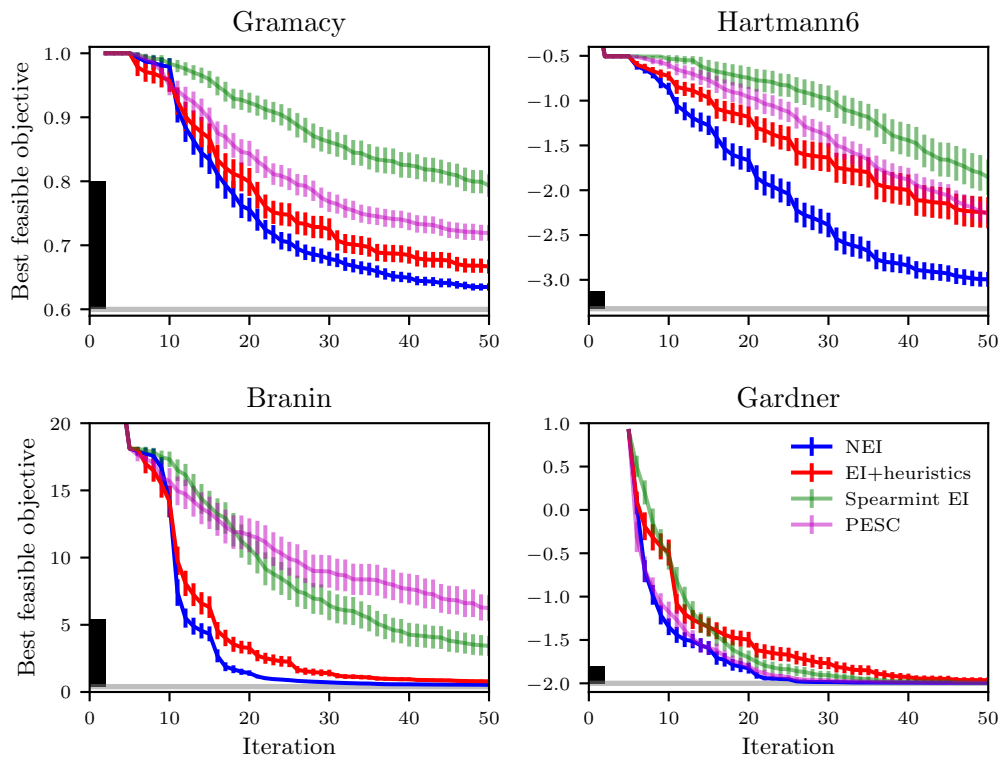 Gramacy
Hartmann6
Best feasible objective
1.0
0.9
0.8
0.7
0.6
0 10 20 30 40 50
−0.5
−1.0
−1.5
−2.0
−2.5
−3.0
0 10 20 30 40 50
Branin
Gardner
Best feasible objective
20
15
10
5
0
0 10 20 30 40 50
Iteration
1.0
0.5
0.0
−0.5
−1.0
−1.5
−2.0
0 10 20 30 40 50
Iteration
NEI
EI+heuristics
Spearmint EI
PESC